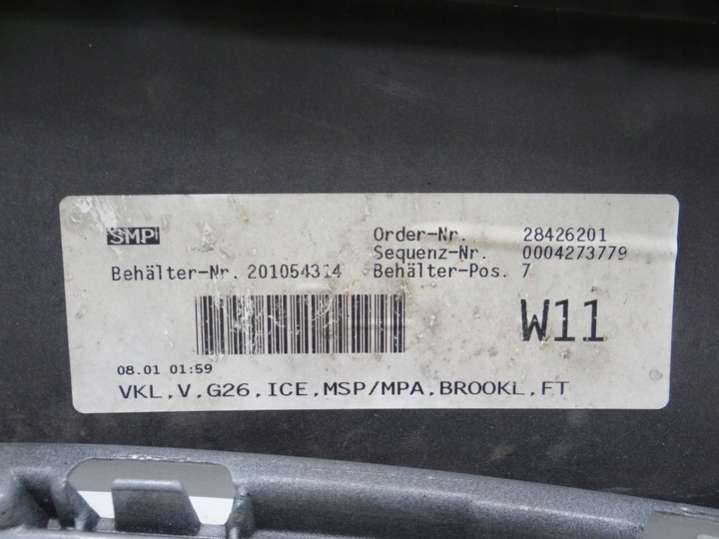 SMP Order-Nr. 28426201
Sequenz-Nr. 0004273779
Behälter-Nr. 201054314 Behälter-Pos. 7
W11
08.01 01:59
VKL,V,G26,ICE,MSP/MPA,BROOKL,FT